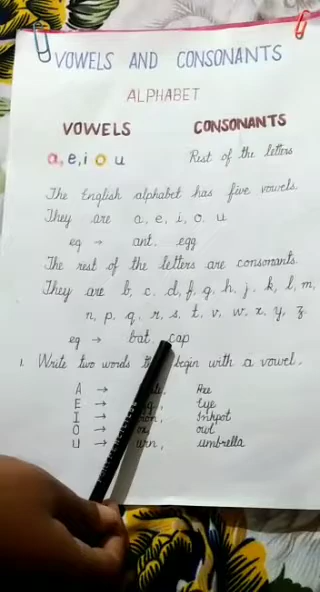 VOWELS AND CONSONANTS
ALPHABET
VOWELS CONSONANTS
a, e, i o u Rest of the letters
The English alphabet has five vowels.
They are a, e, i, o, u
eg → ant, egg
The rest of the letters are consonants.
They are b, c, d, f, g, h, j, k, l, m,
n, p, q, r, s, t, v, w, x, y, z
eg → bat, cap
1. Write two words begin with a vowel.
A →
E → Eye
I → Inkpot
O → owl
U → urn, umbrella